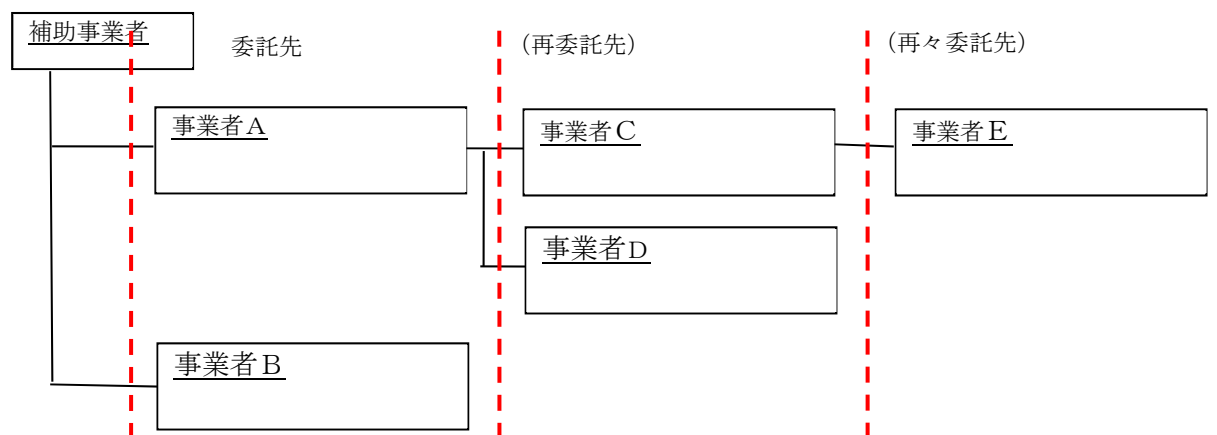 補助事業者
委託先
（再委託先）
（再々委託先）
事業者A
事業者C
事業者E
事業者D
事業者B